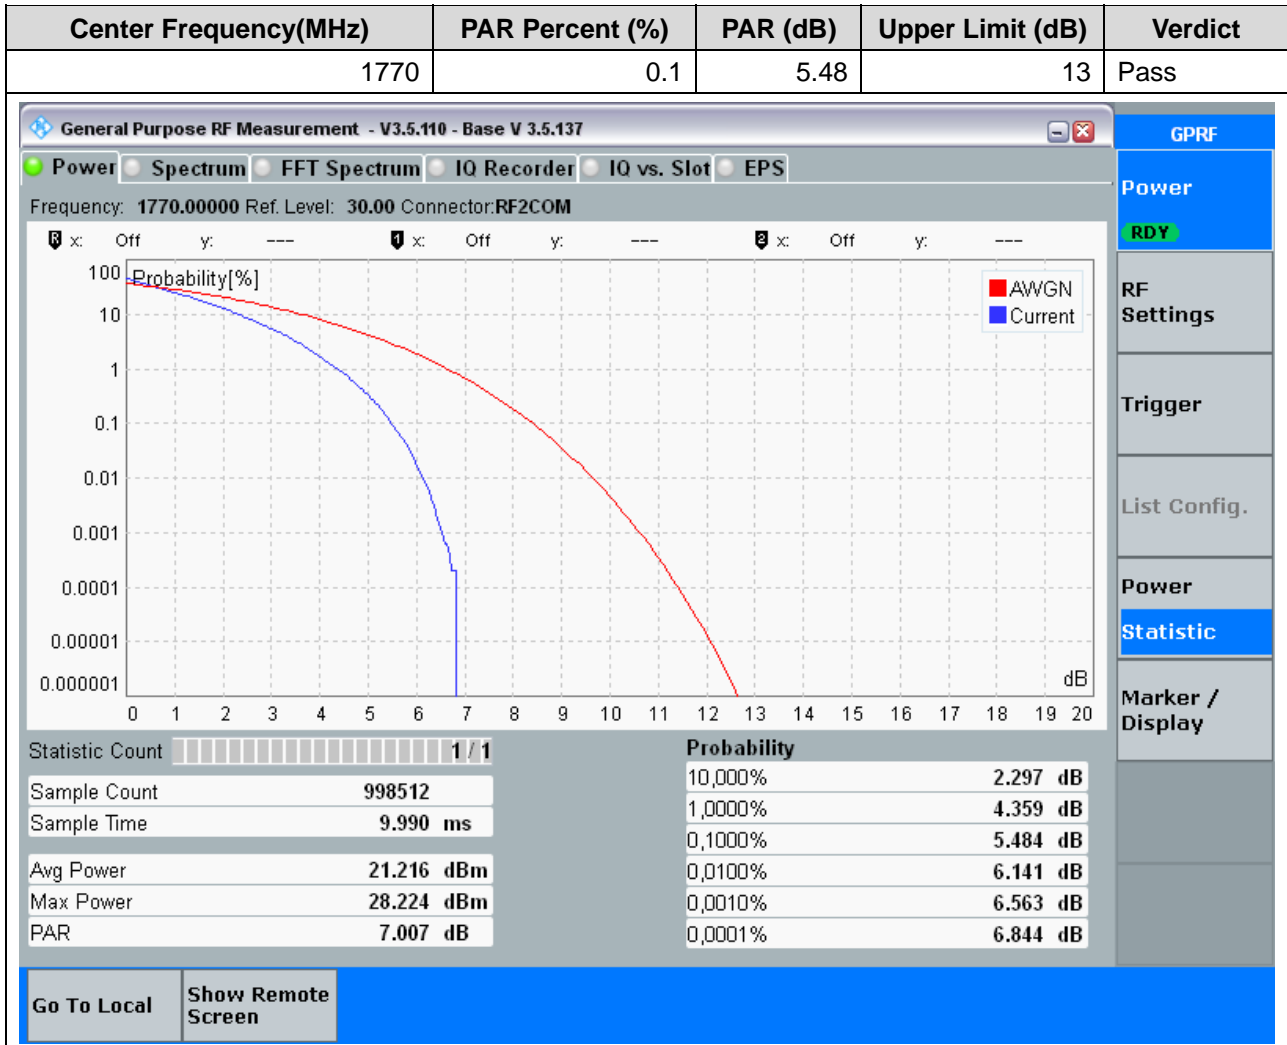 Center Frequency(MHz) PAR Percent (%) PAR (dB) Upper Limit (dB) Verdict
1770 0.1 5.48 13 Pass
General Purpose RF Measurement - V3.5.110 - Base V 3.5.137
GPRF
Power Spectrum FFT Spectrum IQ Recorder IQ vs. Slot EPS
Power
RDY
Frequency: 1770.00000 Ref. Level: 30.00 Connector:RF2COM
R x: Off y: --- 1 x: Off y: --- 2 x: Off y: ---
Probability[%]
AWGN
Current
100
10
1
0.1
0.01
0.001
0.0001
0.00001
0.000001
dB
0 1 2 3 4 5 6 7 8 9 10 11 12 13 14 15 16 17 18 19 20
RF
Settings
Trigger
List Config.
Power
Statistic
Marker /
Display
Statistic Count 1 / 1
Sample Count 998512
Sample Time 9.990 ms
Avg Power 21.216 dBm
Max Power 28.224 dBm
PAR 7.007 dB
Probability
10,000% 2.297 dB
1,0000% 4.359 dB
0,1000% 5.484 dB
0,0100% 6.141 dB
0,0010% 6.563 dB
0,0001% 6.844 dB
Go To Local
Show Remote
Screen